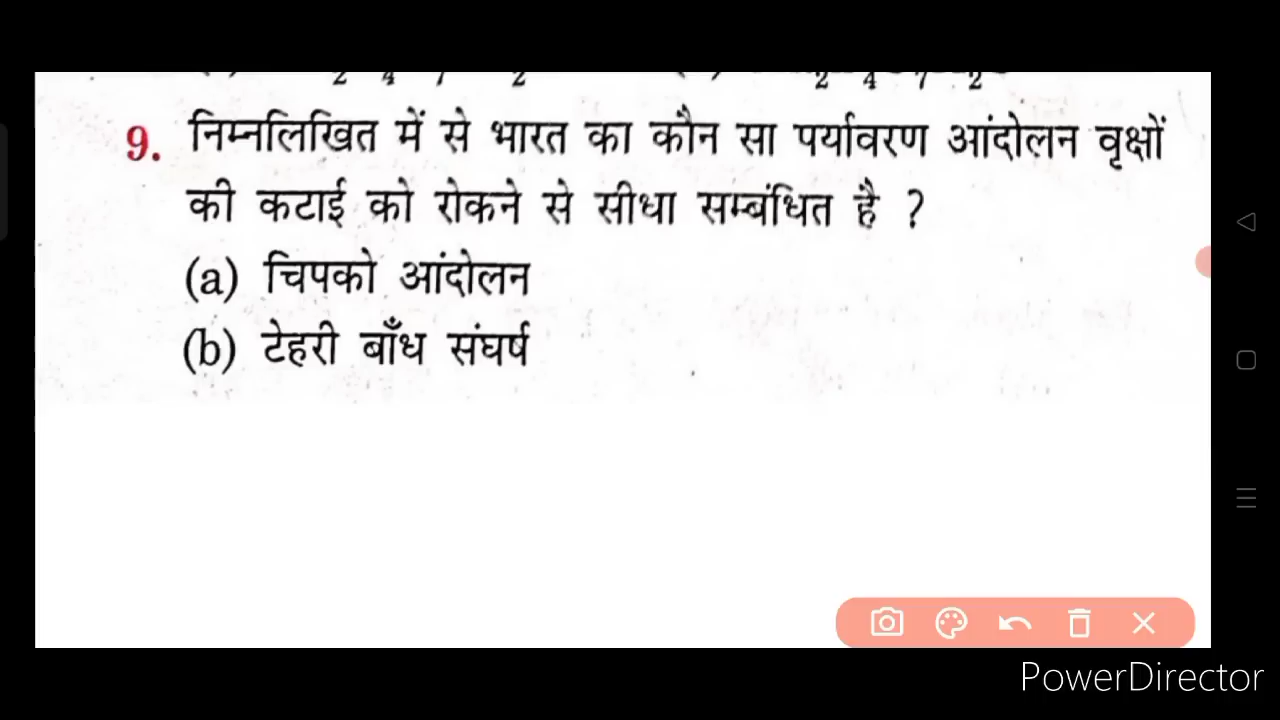 9. निम्नलिखित में से भारत का कौन सा पर्यावरण आंदोलन वृक्षों
की कटाई को रोकने से सीधा सम्बंधित है ?
(a) चिपको आंदोलन
(b) टेहरी बाँध संघर्ष
PowerDirector